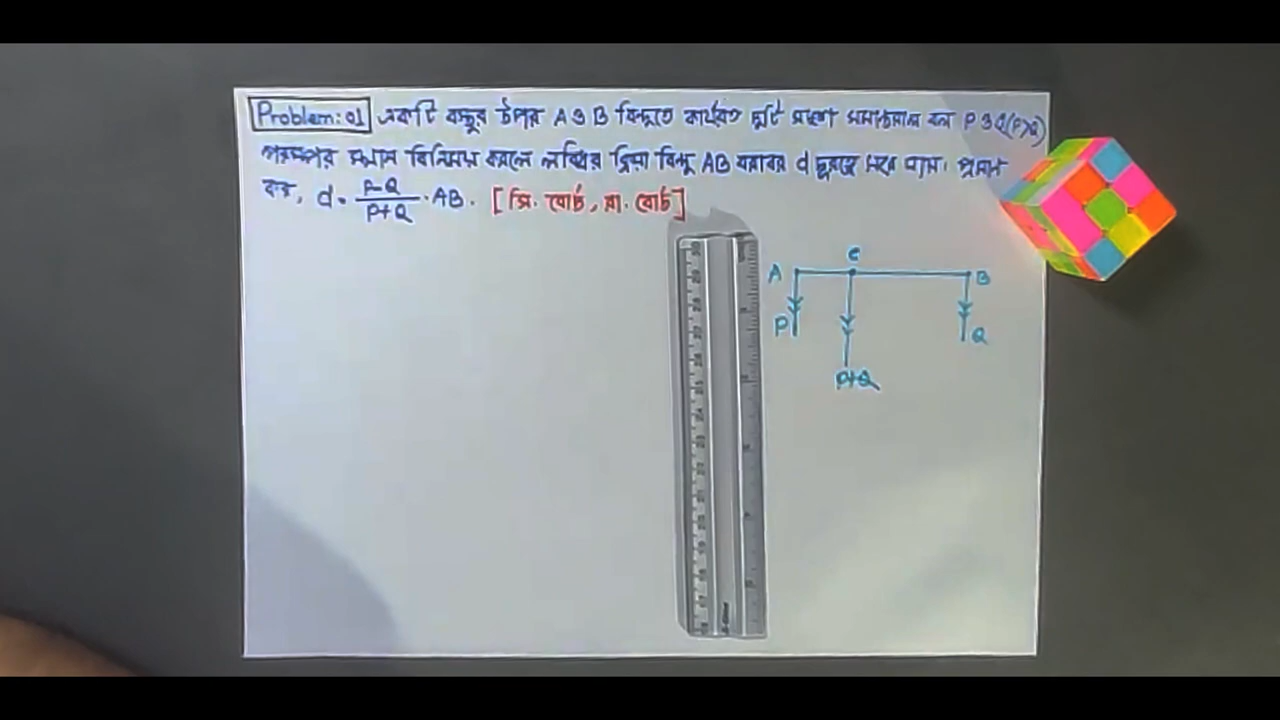 Problem: 01 একটি বস্তুর উপর A ও B বিন্দুতে কার্যরত দুটি সদৃশ সমান্তরাল বল P ও Q(P>Q)
পরস্পর স্থান বিনিময় করলে লব্ধির ক্রিয়া বিন্দু AB বরাবর d দূরত্বে সরে যায়। প্রমাণ
কর, d = P-Q/P+Q · AB. [সি. বোর্ড, রা. বোর্ড]
A C B
P Q
P+Q